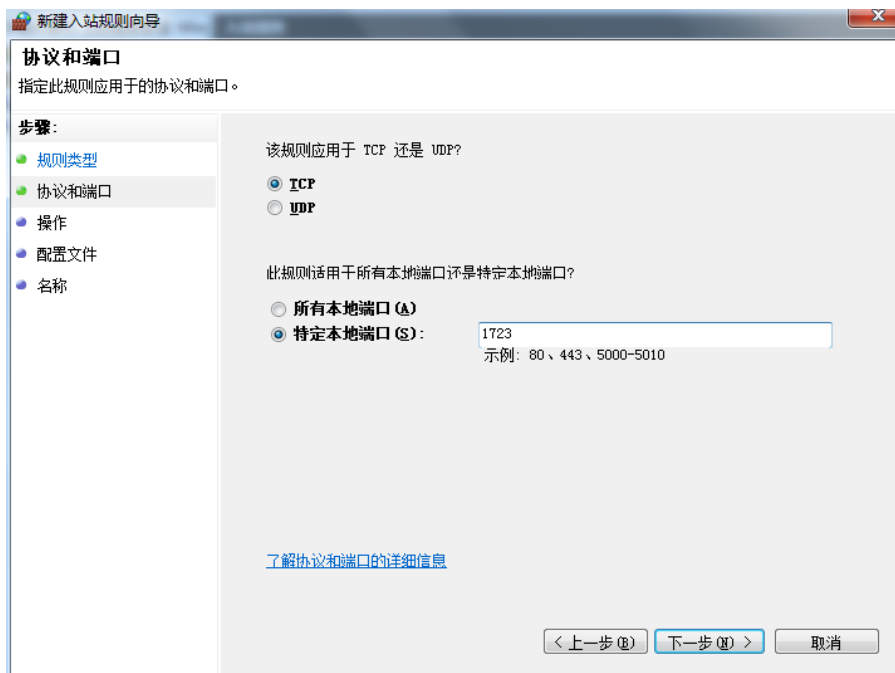 新建入站规则向导
协议和端口
指定此规则应用于的协议和端口。
步骤:
规则类型
协议和端口
操作
配置文件
名称
该规则应用于 TCP 还是 UDP?
TCP
UDP
此规则适用于所有本地端口还是特定本地端口?
所有本地端口(A)
特定本地端口(S): 1723
示例: 80、443、5000-5010
了解协议和端口的详细信息
< 上一步(B) 下一步(N) > 取消